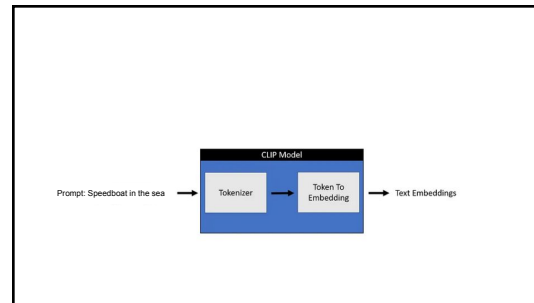 CLIP Model
Prompt: Speedboat in the sea
Tokenizer
Token To
Embedding
Text Embeddings